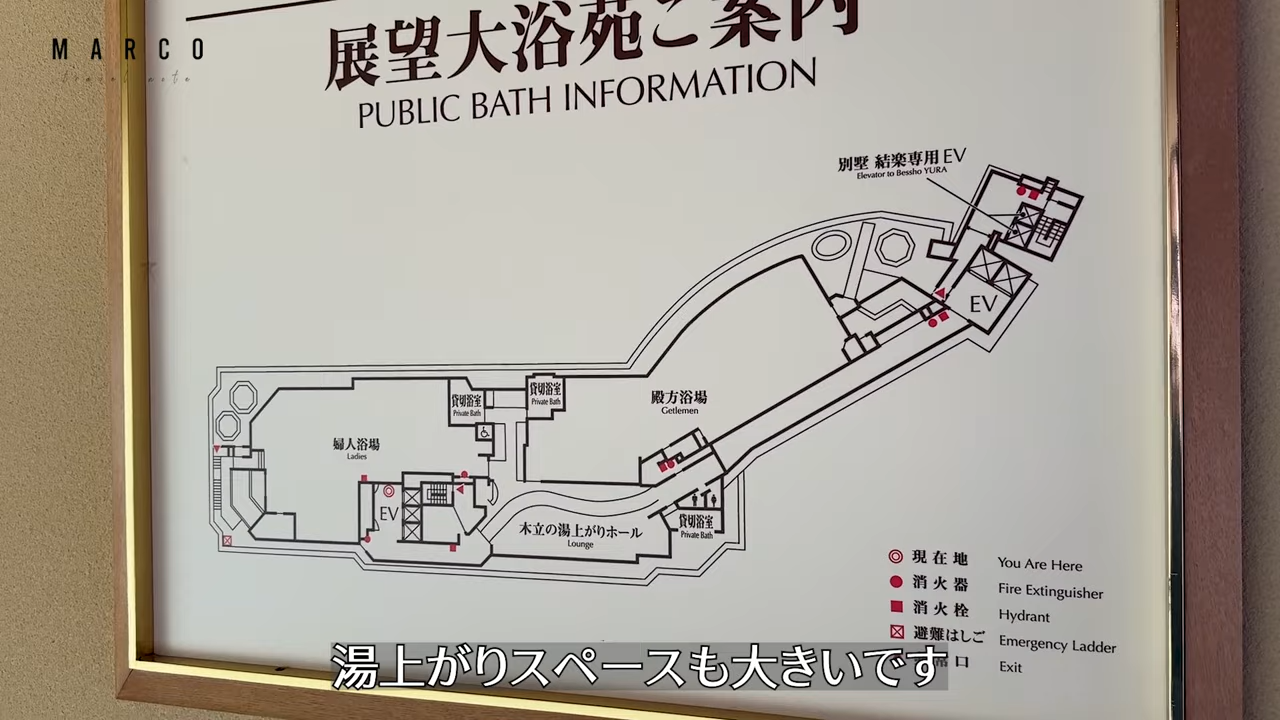 MARCO
travel note
展望大浴苑ご案内
PUBLIC BATH INFORMATION
別墅 結楽専用EV
Elevator to Bessho YURA
EV
貸切浴室
Private Bath
貸切浴室
Private Bath
殿方浴場
Getlemen
婦人浴場
Ladies
EV
木立の湯上がりホール
Lounge
貸切浴室
Private Bath
現在地 You Are Here
消火器 Fire Extinguisher
消火栓 Hydrant
避難はしご Emergency Ladder
口 Exit
湯上がりスペースも大きいです